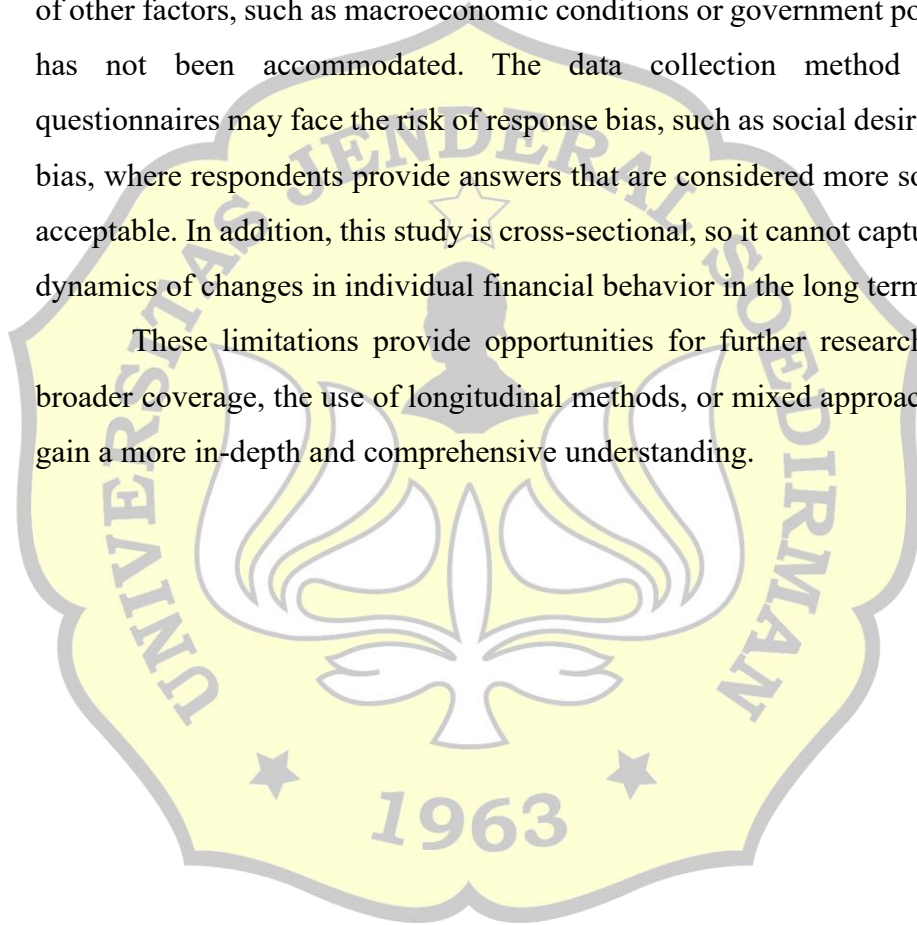 of other factors, such as macroeconomic conditions or government po
has not been accommodated. The data collection method
questionnaires may face the risk of response bias, such as social desir
bias, where respondents provide answers that are considered more so
acceptable. In addition, this study is cross-sectional, so it cannot captu
dynamics of changes in individual financial behavior in the long term
These limitations provide opportunities for further research
broader coverage, the use of longitudinal methods, or mixed approac
gain a more in-depth and comprehensive understanding.
UNIVERSITAS JENDERAL SOEDIRMAN
1963